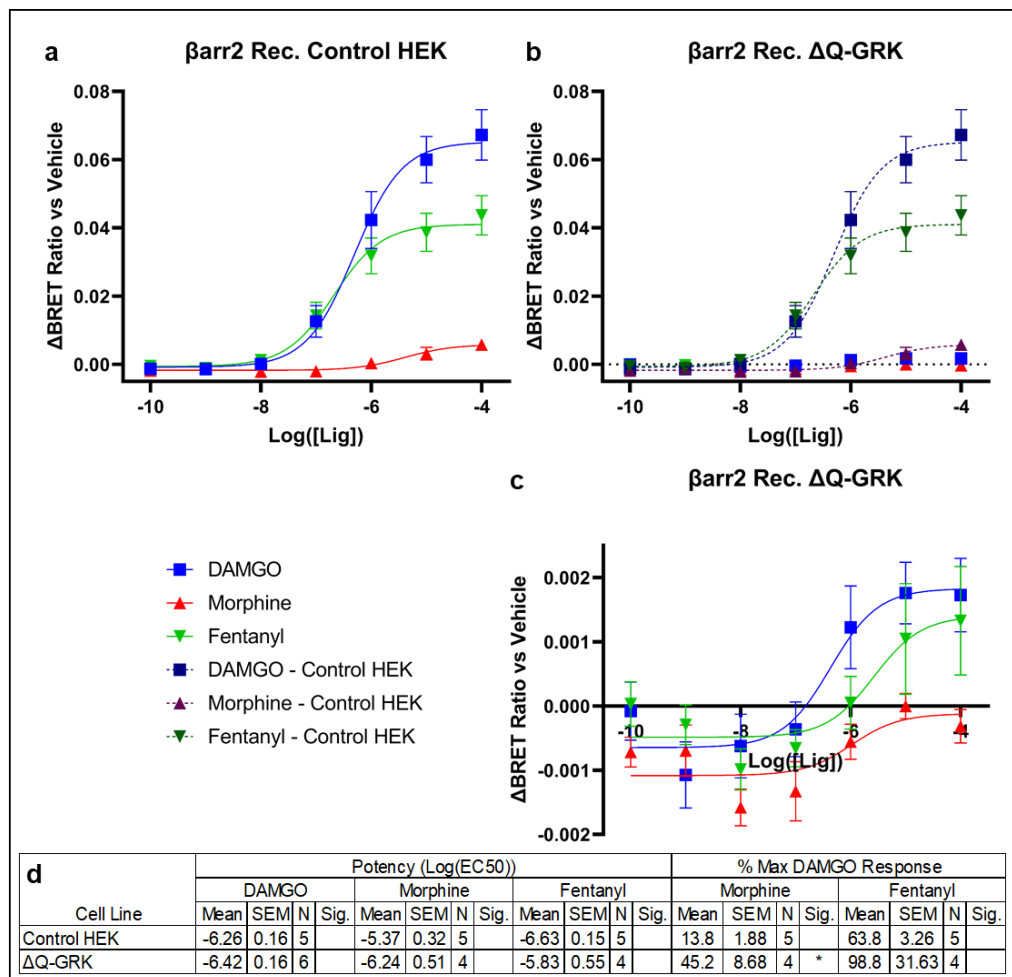 a
βarr2 Rec. Control HEK
ΔBRET Ratio vs Vehicle
0.08
0.06
0.04
0.02
0.00
-10 -8 -6 -4
Log([Lig])
b
βarr2 Rec. ΔQ-GRK
ΔBRET Ratio vs Vehicle
0.08
0.06
0.04
0.02
0.00
-10 -8 -6 -4
Log([Lig])
DAMGO
Morphine
Fentanyl
DAMGO - Control HEK
Morphine - Control HEK
Fentanyl - Control HEK
c
βarr2 Rec. ΔQ-GRK
ΔBRET Ratio vs Vehicle
0.002
0.001
0.000
-10 -8 -6 -4
Log([Lig])
-0.001
-0.002
d
Potency (Log(EC50)) % Max DAMGO Response
DAMGO Morphine Fentanyl Morphine Fentanyl
Cell Line Mean SEM N Sig. Mean SEM N Sig. Mean SEM N Sig. Mean SEM N Sig. Mean SEM N Sig.
Control HEK -6.26 0.16 5 -5.37 0.32 5 -6.63 0.15 5 13.8 1.88 5 63.8 3.26 5
ΔQ-GRK -6.42 0.16 6 -6.24 0.51 4 -5.83 0.55 4 45.2 8.68 4 * 98.8 31.63 4